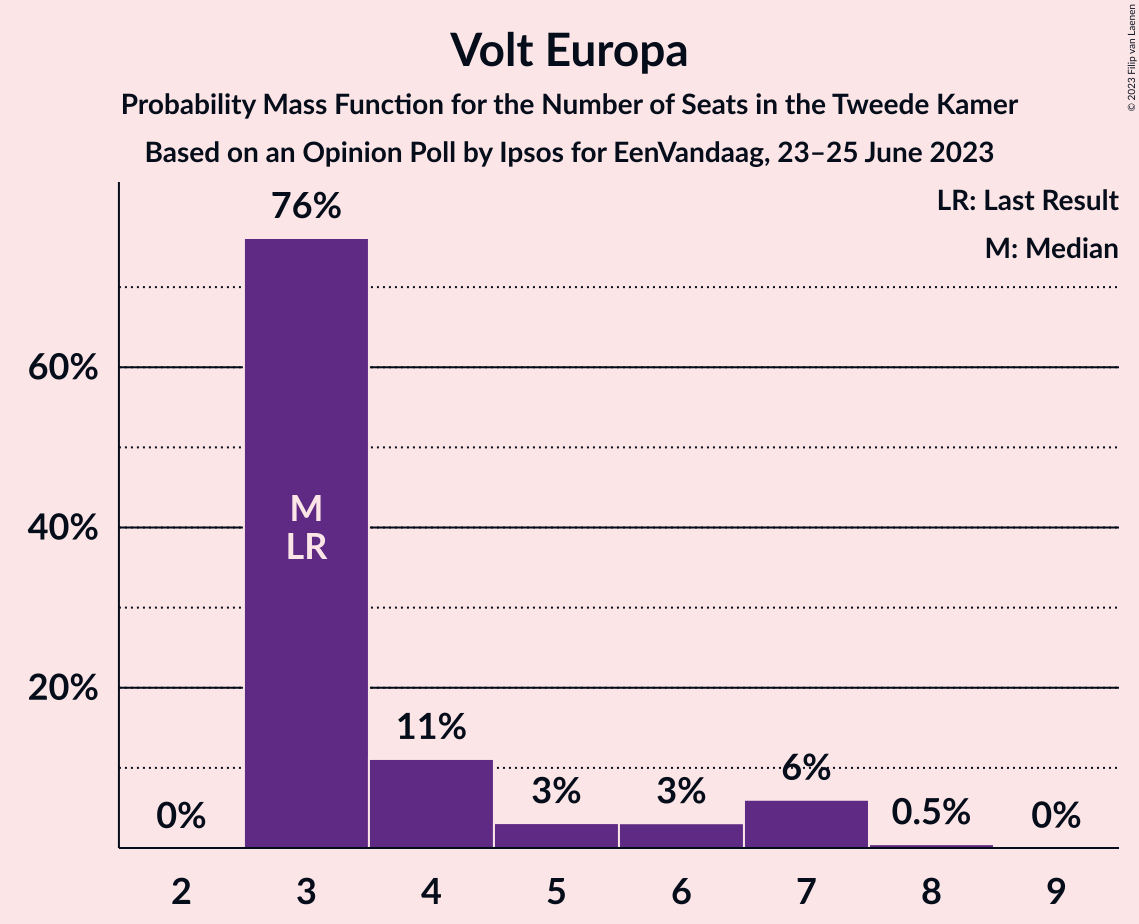 Volt Europa
Probability Mass Function for the Number of Seats in the Tweede Kamer
Based on an Opinion Poll by Ipsos for EenVandaag, 23–25 June 2023
© 2023 Filip van Laenen
LR: Last Result
M: Median
76%
60%
40%
20%
M
LR
0%
11%
3%
3%
6%
0.5%
0%
2 3 4 5 6 7 8 9